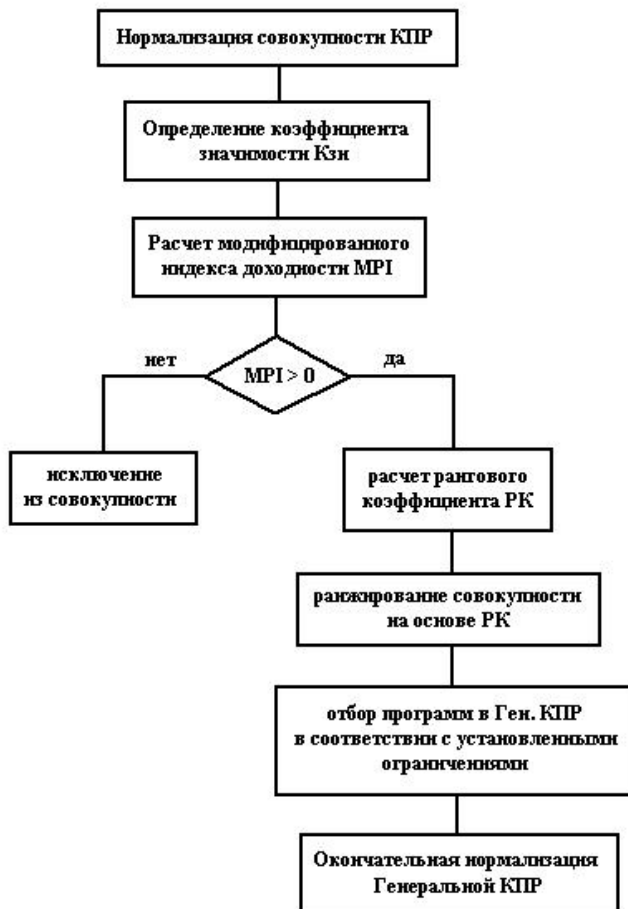 Нормализация совокупности КПР
Определение коэффициента
значимости Кзн
Расчет модифицированного
индекса доходности MPI
нет
да
MPI > 0
исключение
из совокупности
расчет рангового
коэффициента РК
ранжирование совокупности
на основе РК
отбор программ в Ген. КПР
в соответствии с установленными
ограничениями
Окончательная нормализация
Генеральной КПР